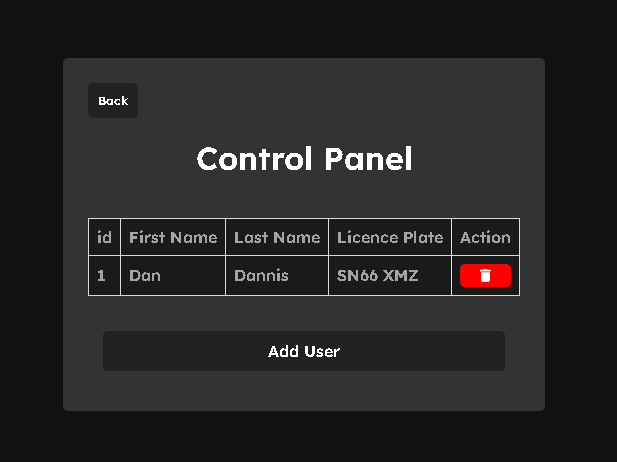 Back
Control Panel
id First Name Last Name Licence Plate Action
1 Dan Dannis SN66 XMZ
Add User